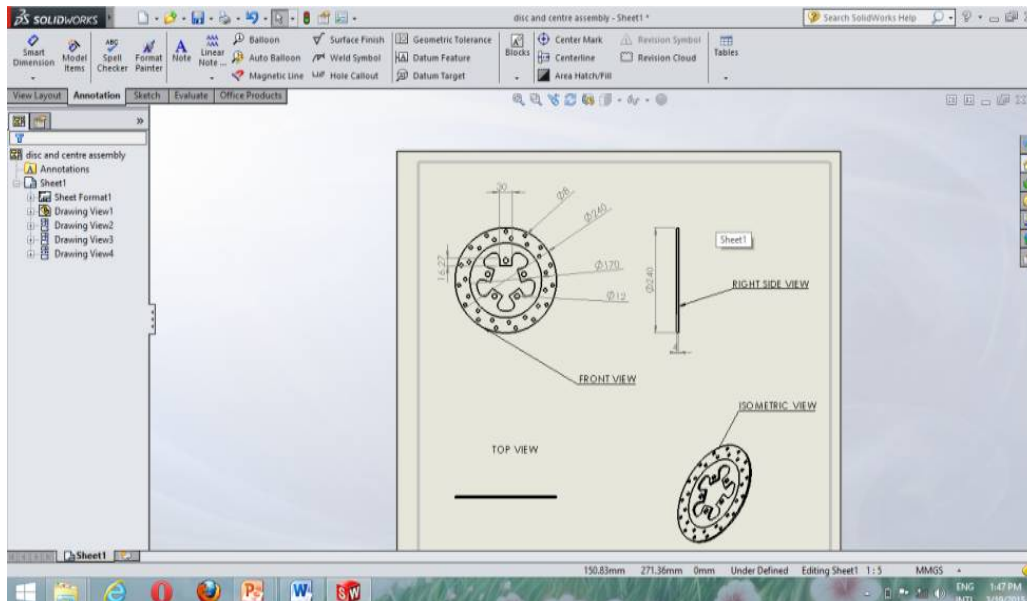 SOLIDWORKS
disc and centre assembly - Sheet1 *
Search SolidWorks Help
Smart Dimension
Model Items
Spell Checker
Format Painter
Note
Linear Note ...
Balloon
Auto Balloon
Magnetic Line
Surface Finish
Weld Symbol
Hole Callout
Geometric Tolerance
Datum Feature
Datum Target
Blocks
Center Mark
Centerline
Area Hatch/Fill
Revision Symbol
Revision Cloud
Tables
View Layout Annotation Sketch Evaluate Office Products
disc and centre assembly
Annotations
Sheet1
Sheet Format1
Drawing View1
Drawing View2
Drawing View3
Drawing View4
20
Ø8
Ø240
16.27
Ø170
Ø12
Ø240
4
Sheet1
RIGHT SIDE VIEW
FRONT VIEW
ISOMETRIC VIEW
TOP VIEW
Sheet1
150.83mm 271.36mm 0mm Under Defined Editing Sheet1 1 : 5 MMGS
ENG 1:47 PM
INTL